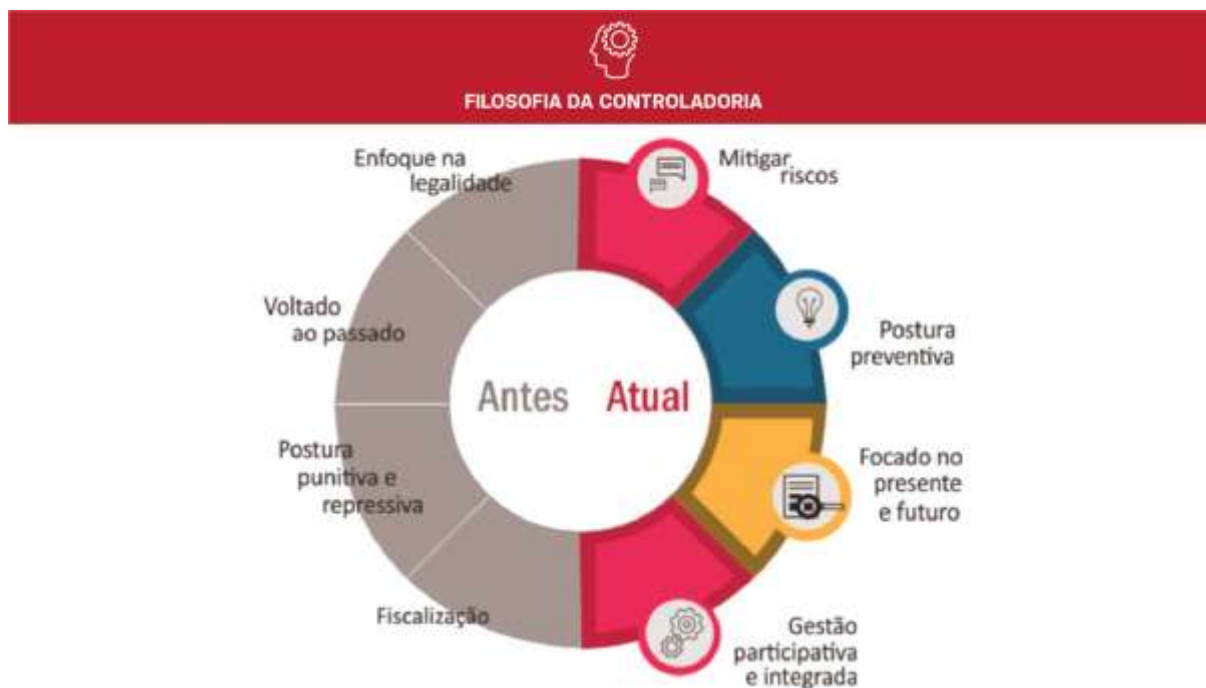 FILOSOFIA DA CONTROLADORIA
Enfoque na
legalidade
Voltado
ao passado
Postura
punitiva e
repressiva
Fiscalização
Antes
Atual
Mitigar
riscos
Postura
preventiva
Focado no
presente
e futuro
Gestão
participativa
e integrada